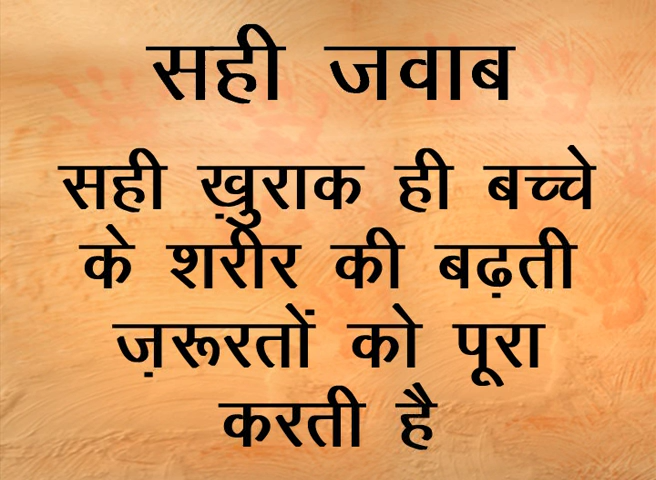 सही जवाब
सही ख़ुराक ही बच्चे
के शरीर की बढ़ती
ज़रूरतों को पूरा
करती है